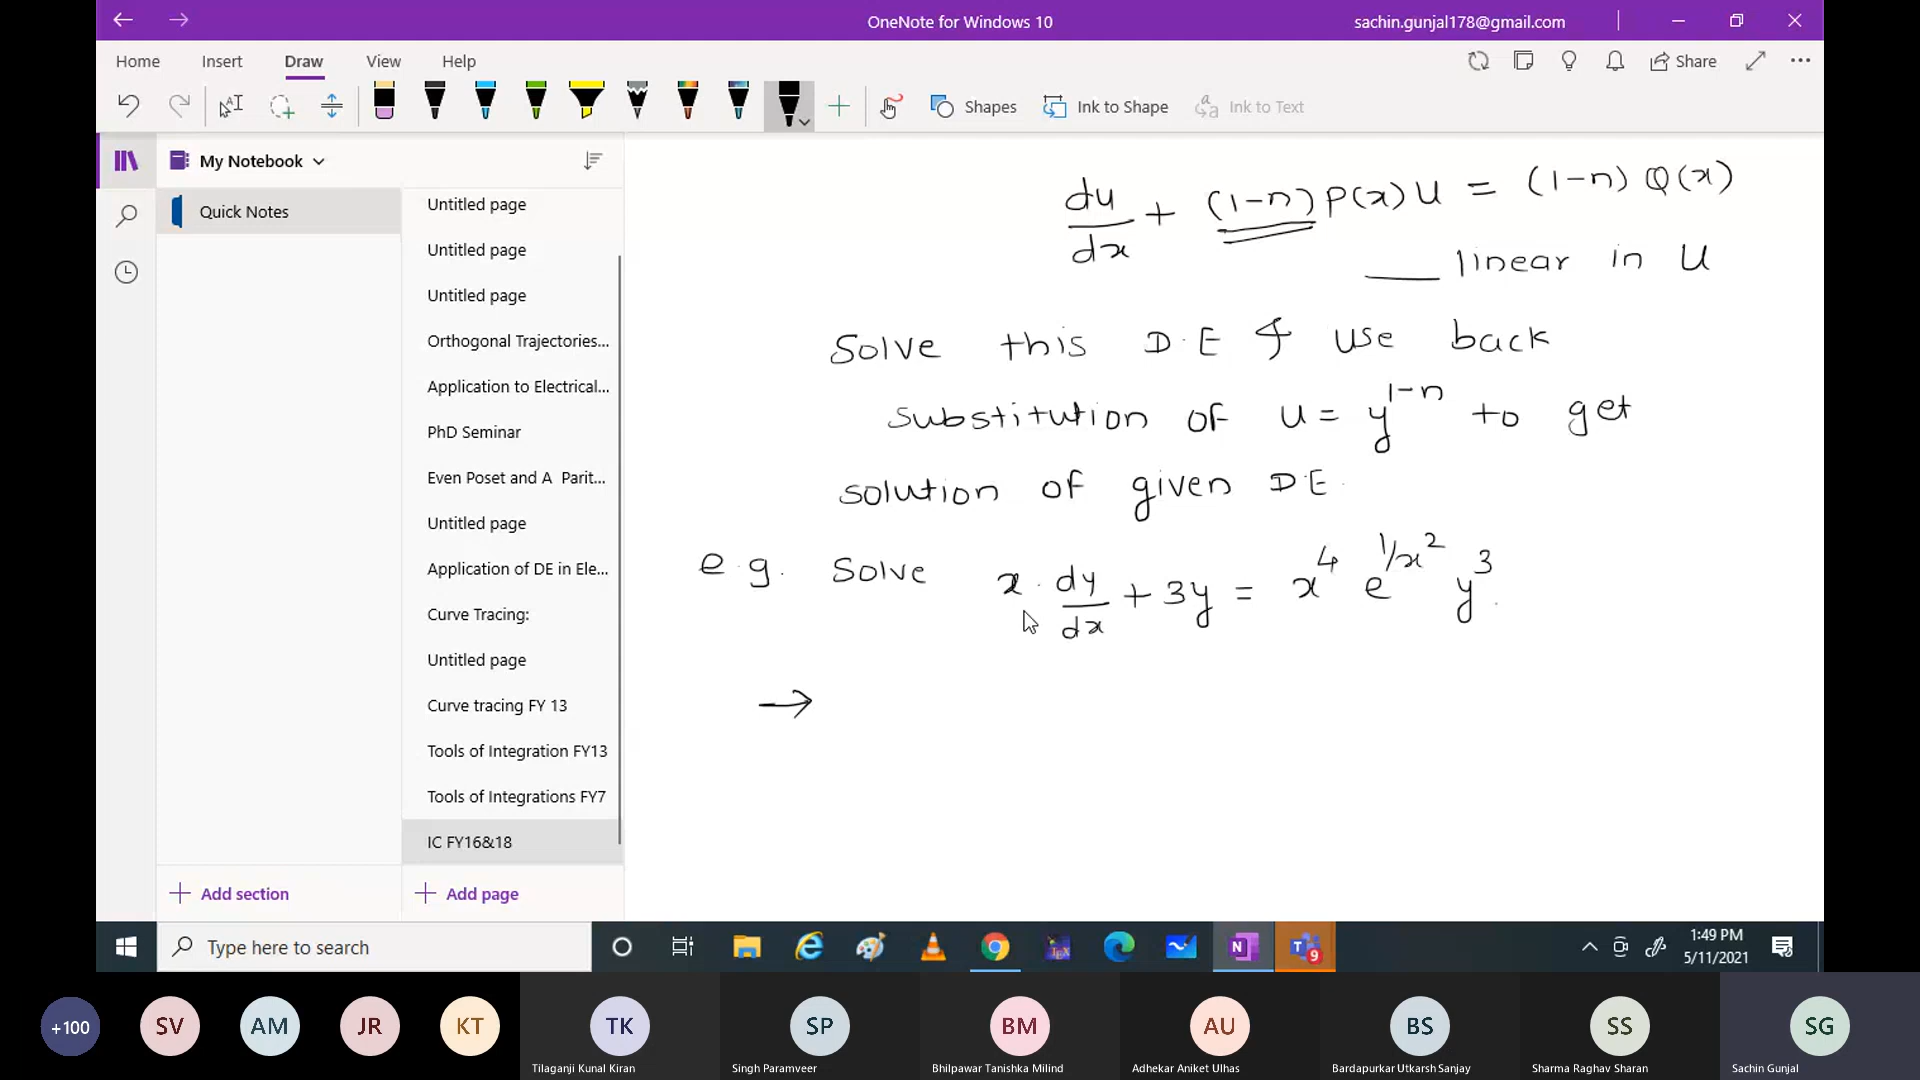 OneNote for Windows 10
sachin.gunjal178@gmail.com
Home Insert Draw View Help
Share
Shapes Ink to Shape Ink to Text
My Notebook
Quick Notes
Untitled page
Untitled page
Untitled page
Orthogonal Trajectories...
Application to Electrical...
PhD Seminar
Even Poset and A Parit...
Untitled page
Application of DE in Ele...
Curve Tracing:
Untitled page
Curve tracing FY 13
Tools of Integration FY13
Tools of Integrations FY7
IC FY16&18
Add section
Add page
du/dx + (1-n) P(x) u = (1-n) Q(x)
___ linear in u
Solve this D.E & use back
substitution of u = y^(1-n) to get
solution of given D.E.
e.g. Solve x. dy/dx + 3y = x^4 e^(1/x^2) y^3.
→
Type here to search
1:49 PM
5/11/2021
9
+100 SV AM JR KT TK SP BM AU BS SS SG
Tilaganji Kunal Kiran
Singh Paramveer
Bhilpawar Tanishka Milind
Adhekar Aniket Ulhas
Bardapurkar Utkarsh Sanjay
Sharma Raghav Sharan
Sachin Gunjal